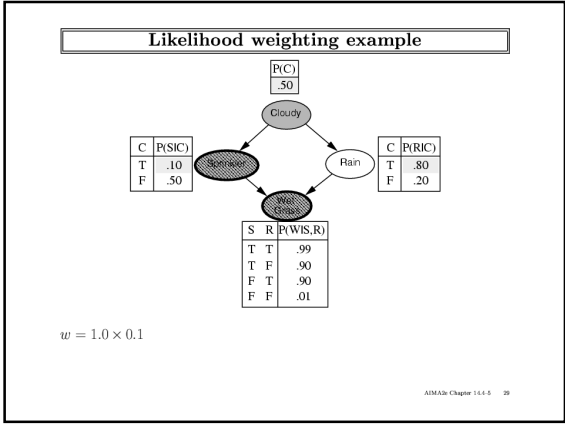 Likelihood weighting example
P(C)
.50
Cloudy
C P(S|C)
T .10
F .50
Sprinkler
Rain
C P(R|C)
T .80
F .20
Wet
Grass
S R P(W|S,R)
T T .99
T F .90
F T .90
F F .01
w = 1.0 × 0.1
AIMA2e Chapter 14.4–5 29